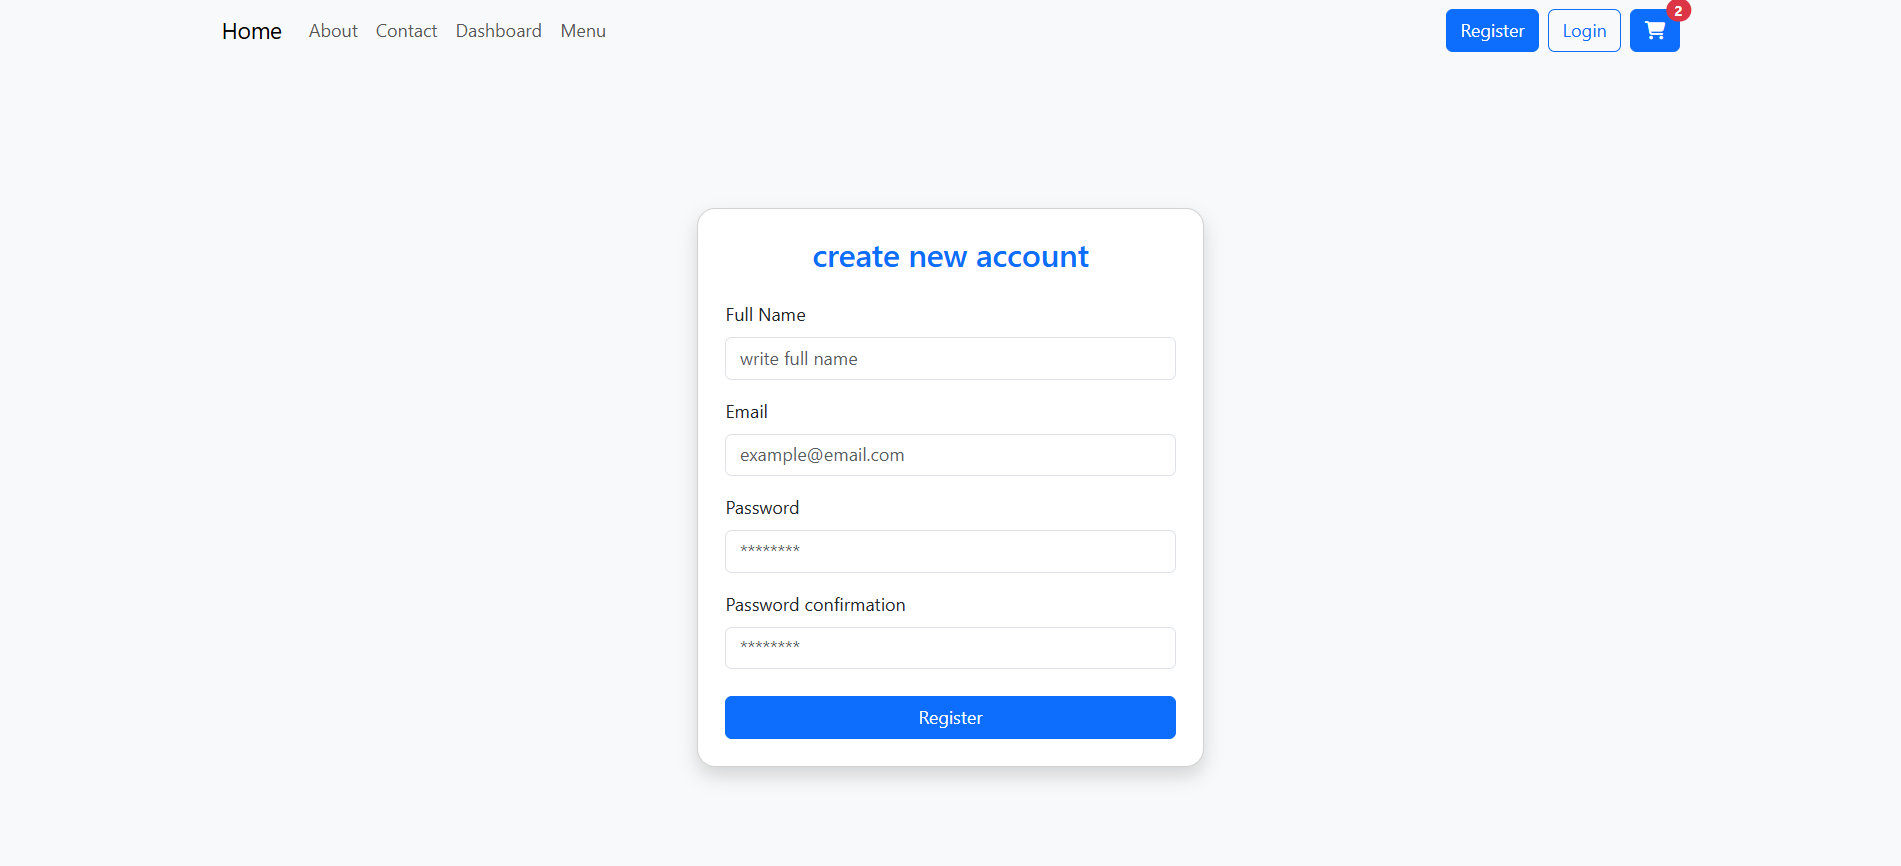 Home About Contact Dashboard Menu Register Login 2
create new account
Full Name
write full name
Email
example@email.com
Password
********
Password confirmation
********
Register